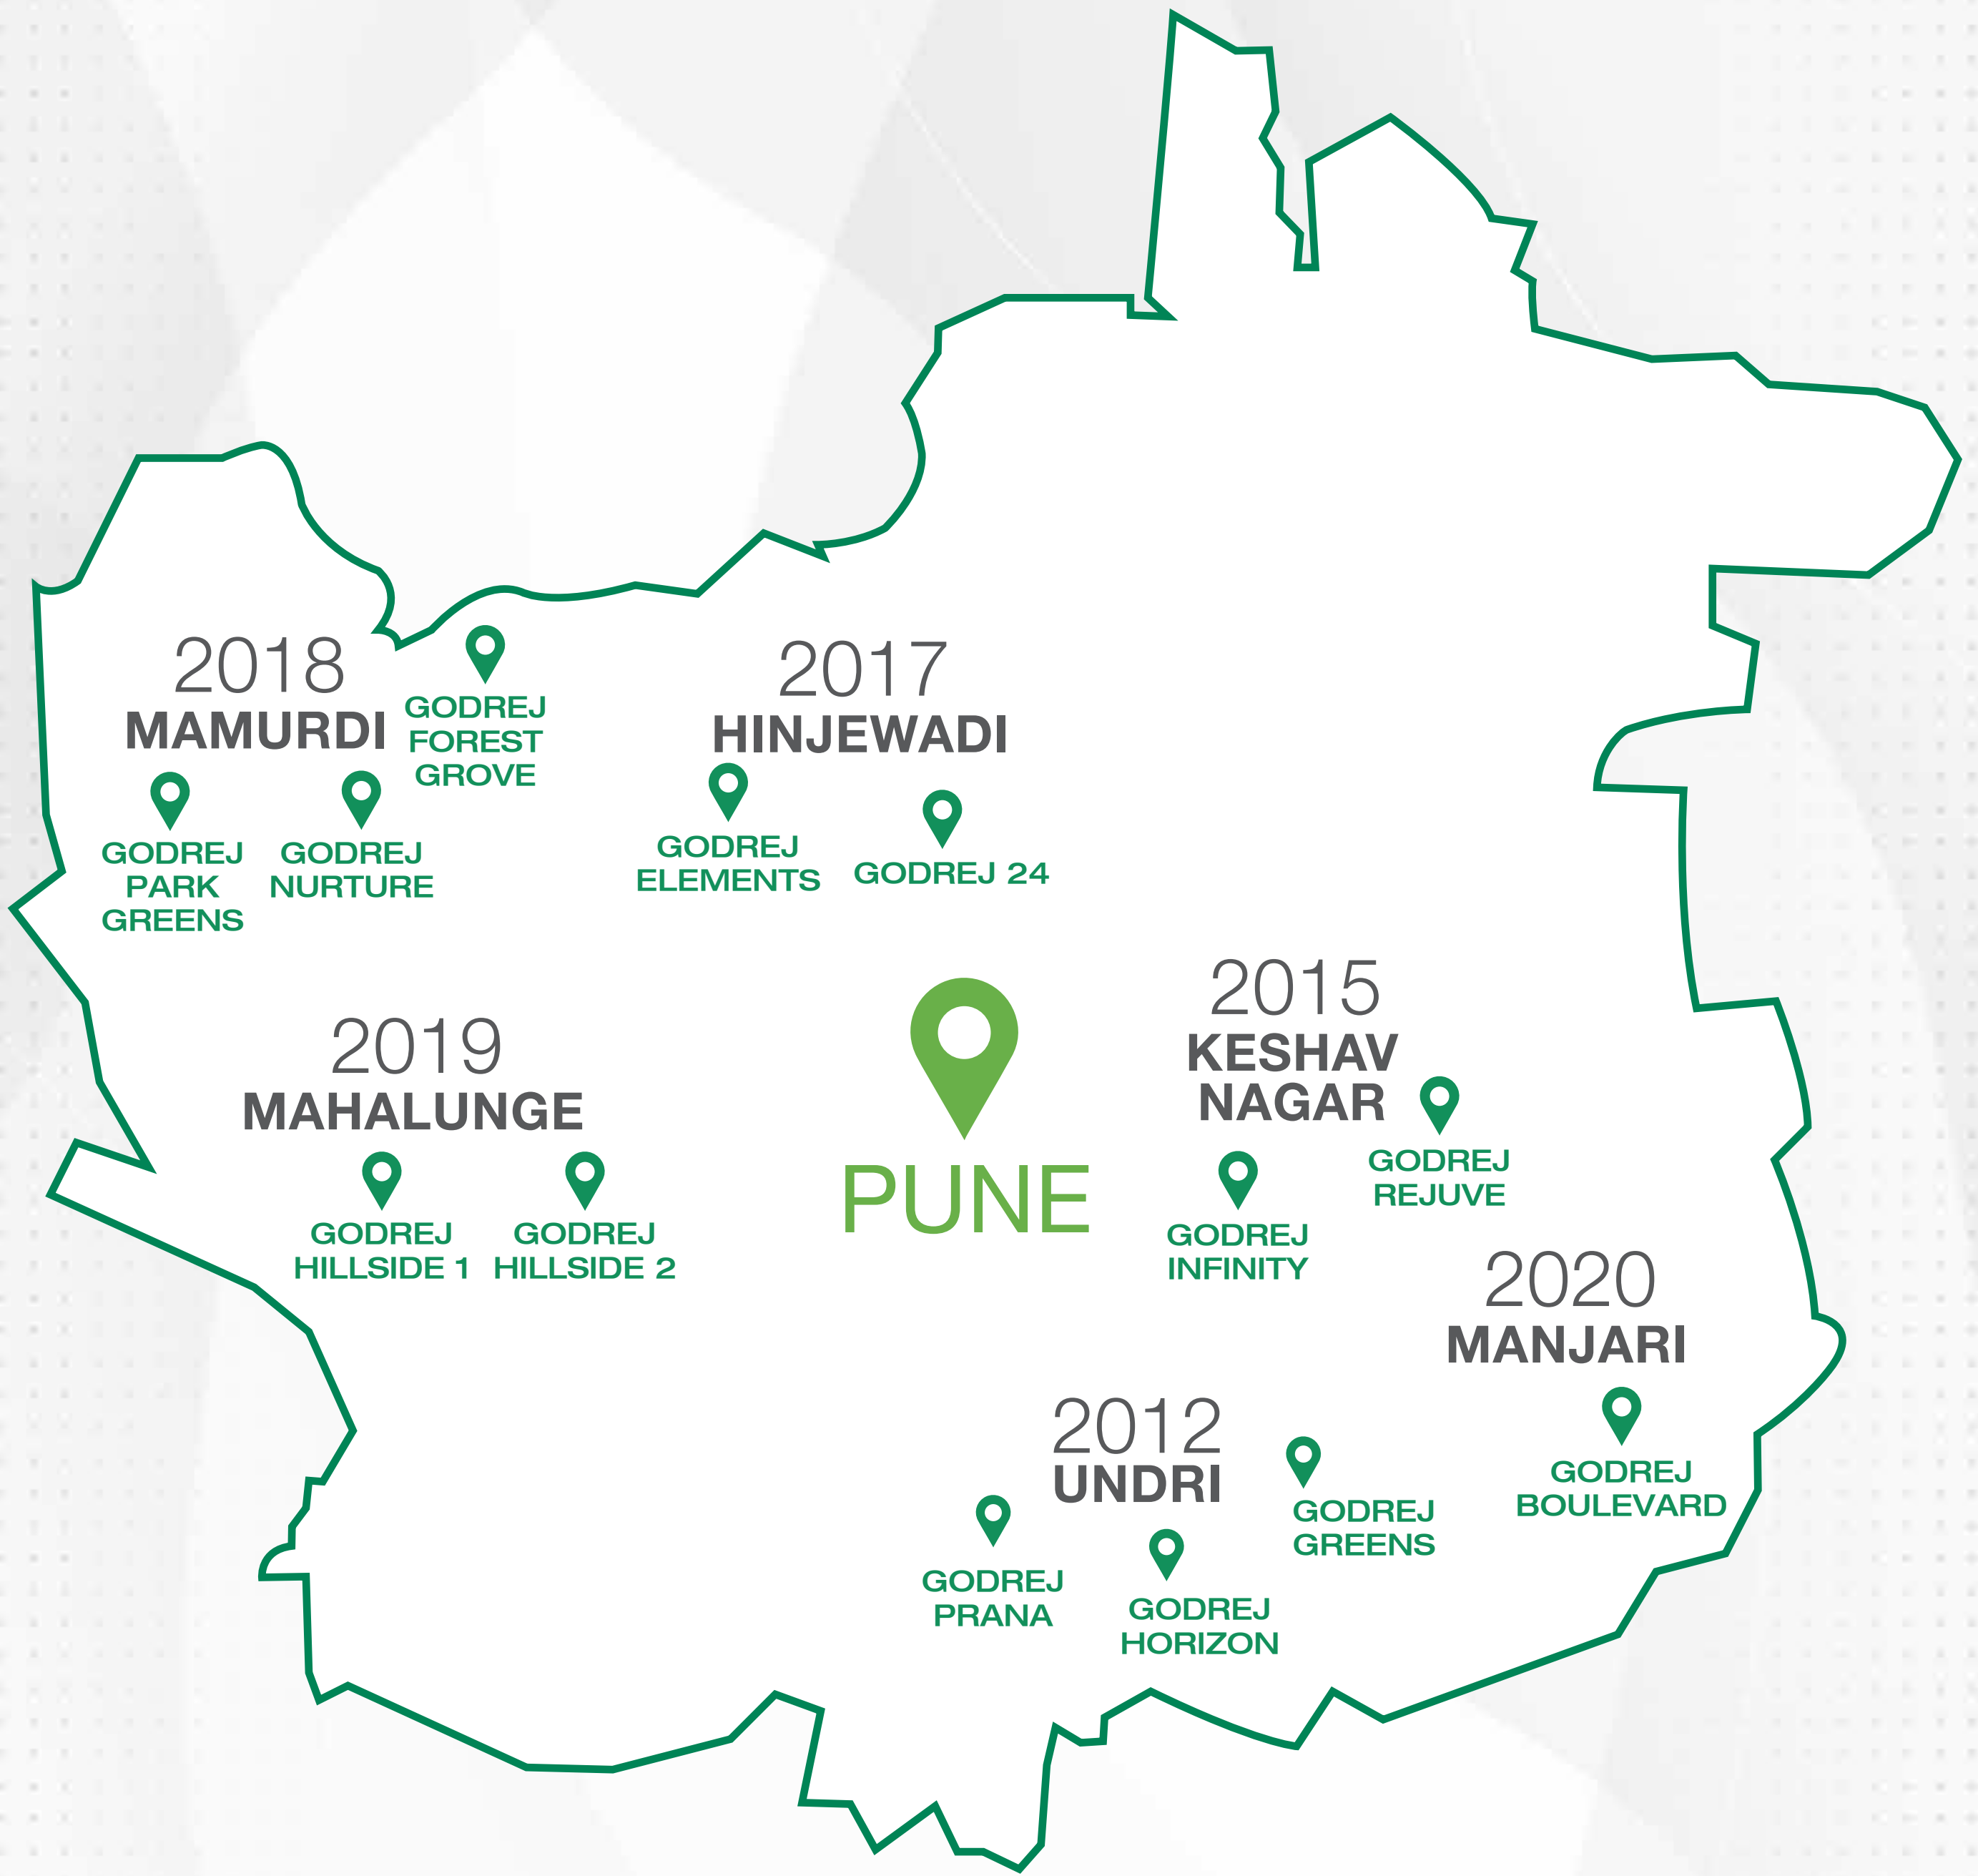 2018
MAMURDI
GODREJ
FOREST
GROVE
GODREJ
PARK
GREENS
GODREJ
NURTURE
2017
HINJEWADI
GODREJ
ELEMENTS
GODREJ 24
2019
MAHALUNGE
GODREJ
HILLSIDE 1
GODREJ
HILLSIDE 2
PUNE
2015
KESHAV
NAGAR
GODREJ
REJUVE
GODREJ
INFINITY
2020
MANJARI
GODREJ
BOULEVARD
2012
UNDRI
GODREJ
GREENS
GODREJ
PRANA
GODREJ
HORIZON